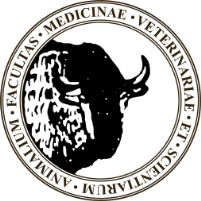 FACULTAS • MEDICINAE • VETERINARIAE • ET • SCIENTIARUM • ANIMALIUM •